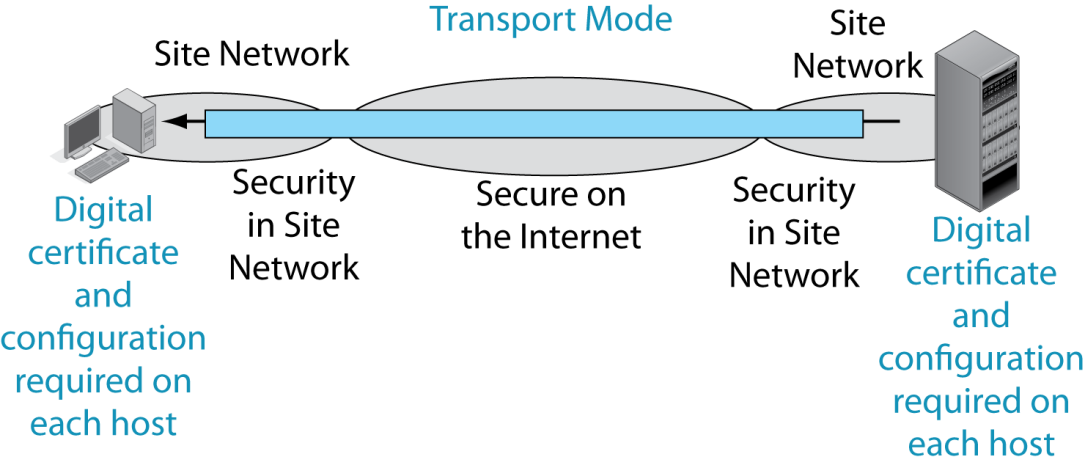 Transport Mode
Site Network
Site
Network
Security
in Site
Network
Secure on
the Internet
Security
in Site
Network
Digital
certificate
and
configuration
required on
each host
Digital
certificate
and
configuration
required on
each host